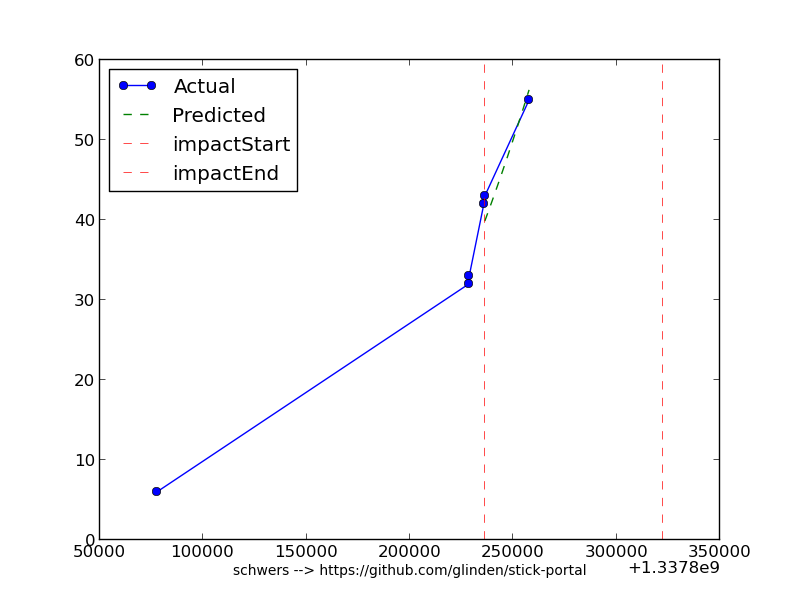 60
50
40
30
20
10
0
Actual
Predicted
impactStart
impactEnd
50000 100000 150000 200000 250000 300000 350000
+1.3378e9
schwers --> https://github.com/glinden/stick-portal